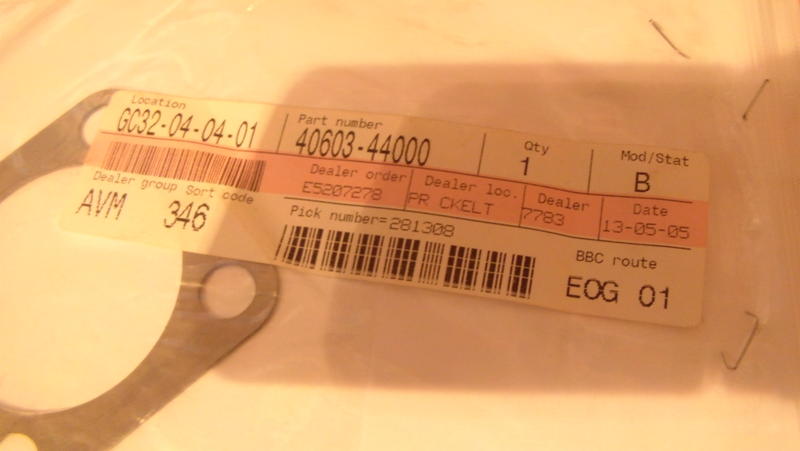 Location
GC32-04-04-01
Part number
40603-44000
Qty
1
Mod/Stat
B
Dealer order
E5207278
Dealer loc.
PR CKELT
Dealer
7783
Date
13-05-05
Dealer group Sort code
AVM 346
Pick number=281308
BBC route
EOG 01